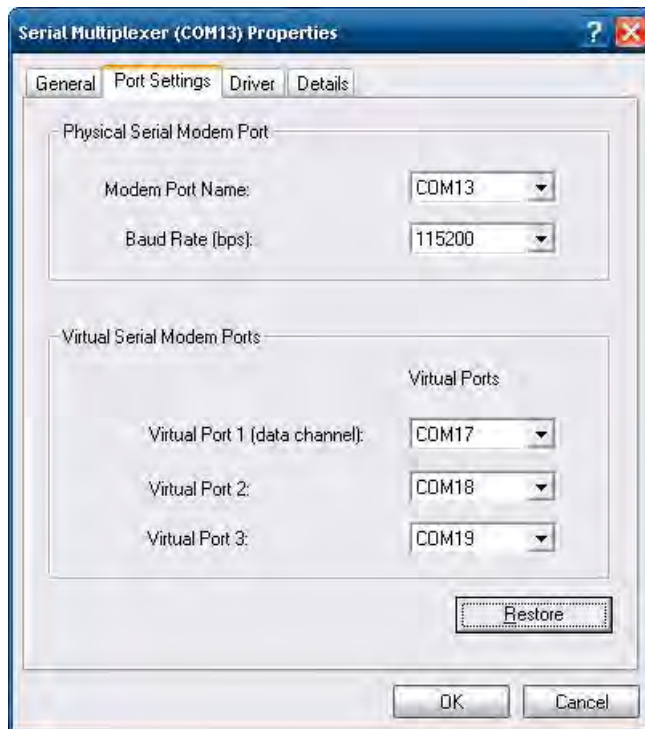 Serial Multiplexer (COM13) Properties ?
General Port Settings Driver Details
Physical Serial Modem Port
Modem Port Name: COM13
Baud Rate (bps): 115200
Virtual Serial Modem Ports
Virtual Ports
Virtual Port 1 (data channel): COM17
Virtual Port 2: COM18
Virtual Port 3: COM19
Restore
OK Cancel